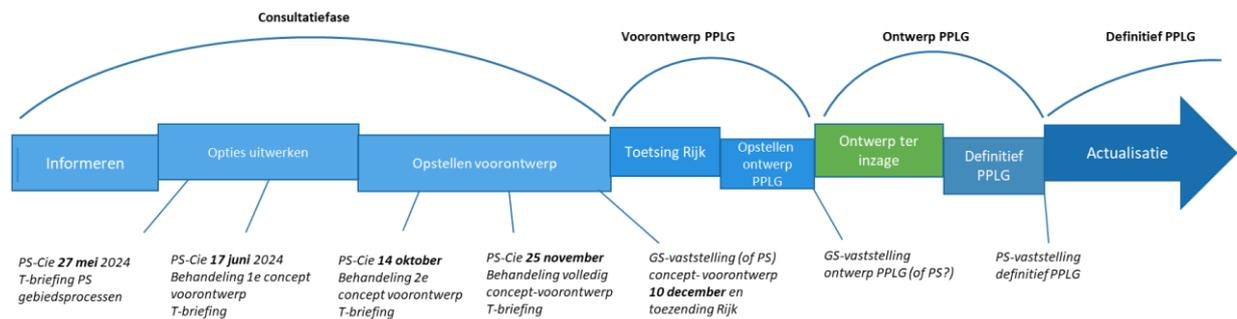 Consultatiefase
Voorontwerp PPLG
Ontwerp PPLG
Definitief PPLG
Informeren
Opties uitwerken
Opstellen voorontwerp
Toetsing Rijk
Opstellen
ontwerp
PPLG
Ontwerp ter
inzage
Definitief
PPLG
Actualisatie
PS-Cie 27 mei 2024
T-briefing PS
gebiedsprocessen
PS-Cie 17 juni 2024
Behandeling 1e concept
voorontwerp
T-briefing
PS-Cie 14 oktober
Behandeling 2e
concept voorontwerp
T-briefing
PS-Cie 25 november
Behandeling volledig
concept-voorontwerp
T-briefing
GS-vaststelling (of PS)
concept- voorontwerp
10 december en
toezending Rijk
GS-vaststelling
ontwerp PPLG (of PS?)
PS-vaststelling
definitief PPLG